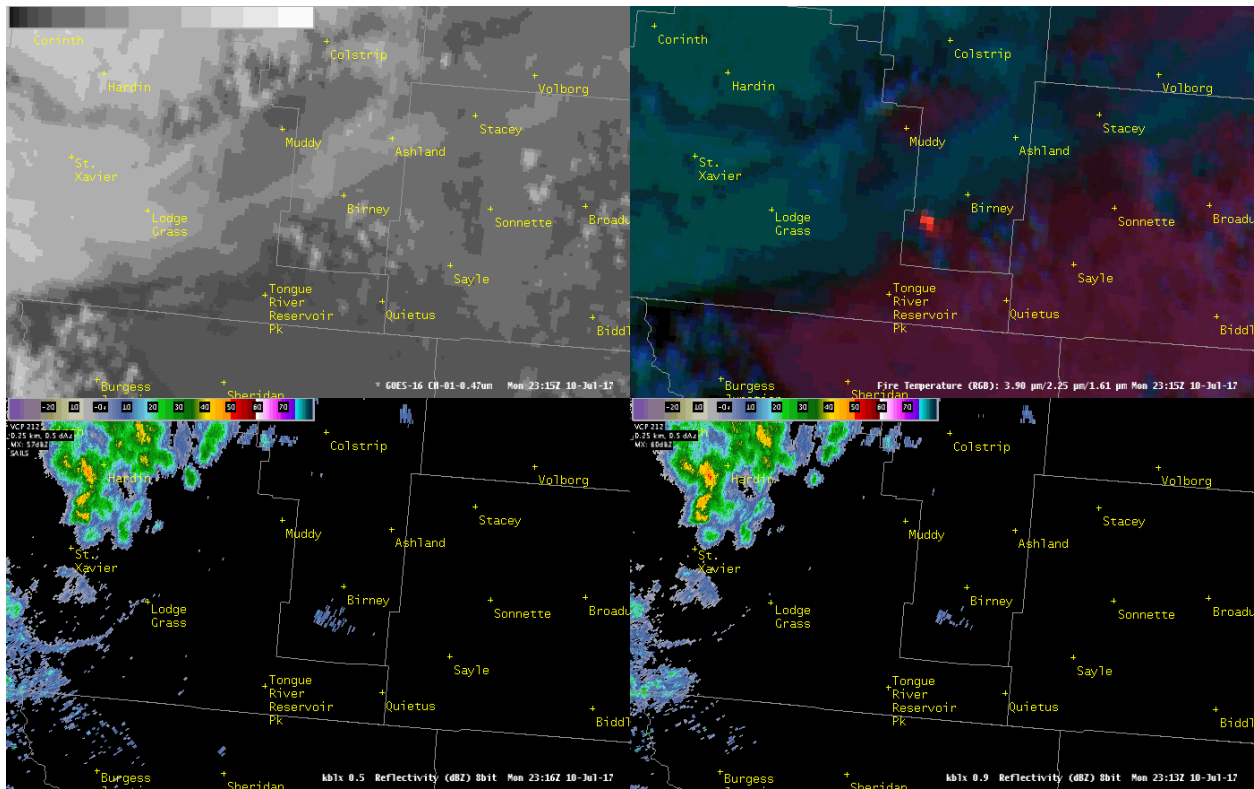 Corinth
Colstrip
Hardin
Volborg
Stacey
Muddy
Ashland
St.
Xavier
Birney
Lodge
Grass
Sonnette
Broadu
Sayle
Tongue
River
Reservoir
Pk
Quietus
Biddl
Burgess
Sheridan
* GOES-16 CH-01-0.47um Mon 23:15Z 10-Jul-17
Corinth
Colstrip
Hardin
Volborg
Stacey
Muddy
Ashland
St.
Xavier
Birney
Lodge
Grass
Sonnette
Broadu
Sayle
Tongue
River
Reservoir
Pk
Quietus
Biddl
Burgess
Sheridan
Fire Temperature (RGB): 3.90 µm/2.25 µm/1.61 µm Mon 23:15Z 10-Jul-17
-20 10 -0 10 20 30 40 50 60 70
VCP 212
0.25 km, 0.5 dAz
MX: 57dBZ
SAILS
Colstrip
Hardin
Volborg
Stacey
Muddy
Ashland
St.
Xavier
Birney
Lodge
Grass
Sonnette
Broadu
Sayle
Tongue
River
Reservoir
Pk
Quietus
Biddl
Burgess
Sheridan
kblx 0.5 Reflectivity (dBZ) 8bit Mon 23:16Z 10-Jul-17
-20 10 -0 10 20 30 40 50 60 70
VCP 212
0.25 km, 0.5 dAz
MX: 60dBZ
Colstrip
Hardin
Volborg
Stacey
Muddy
Ashland
St.
Xavier
Birney
Lodge
Grass
Sonnette
Broadu
Sayle
Tongue
River
Reservoir
Pk
Quietus
Biddl
Burgess
Sheridan
kblx 0.9 Reflectivity (dBZ) 8bit Mon 23:13Z 10-Jul-17